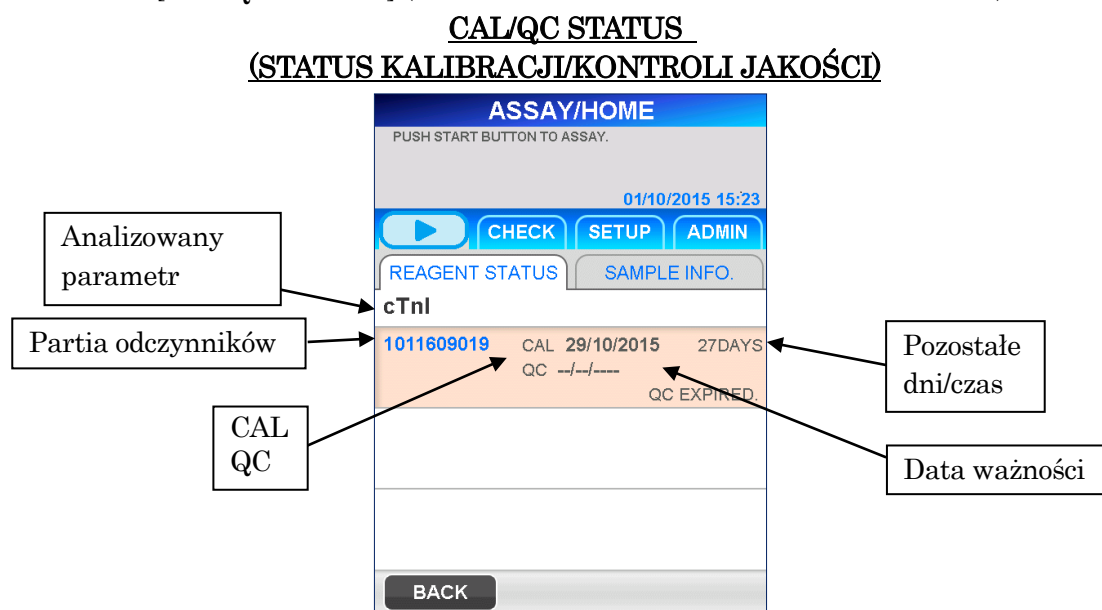 CAL/QC STATUS
(STATUS KALIBRACJI/KONTROLI JAKOŚCI)
ASSAY/HOME
PUSH START BUTTON TO ASSAY.
01/10/2015 15:23
CHECK SETUP ADMIN
REAGENT STATUS SAMPLE INFO.
cTnI
1011609019 CAL 29/10/2015 27DAYS
QC --/--/----
QC EXPIRED.
BACK
Analizowany
parametr
Partia odczynników
CAL
QC
Pozostałe
dni/czas
Data ważności